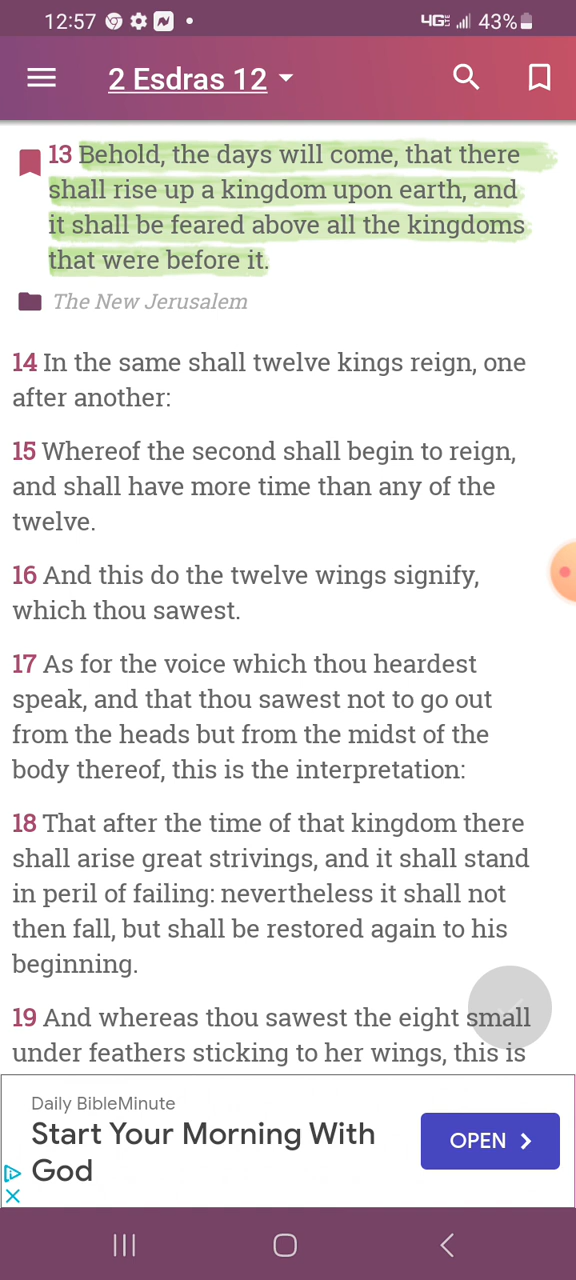 12:57
4G 43%
2 Esdras 12
13 Behold, the days will come, that there
shall rise up a kingdom upon earth, and
it shall be feared above all the kingdoms
that were before it.
The New Jerusalem
14 In the same shall twelve kings reign, one
after another:
15 Whereof the second shall begin to reign,
and shall have more time than any of the
twelve.
16 And this do the twelve wings signify,
which thou sawest.
17 As for the voice which thou heardest
speak, and that thou sawest not to go out
from the heads but from the midst of the
body thereof, this is the interpretation:
18 That after the time of that kingdom there
shall arise great strivings, and it shall stand
in peril of failing: nevertheless it shall not
then fall, but shall be restored again to his
beginning.
19 And whereas thou sawest the eight small
under feathers sticking to her wings, this is
Daily BibleMinute
Start Your Morning With
God
OPEN